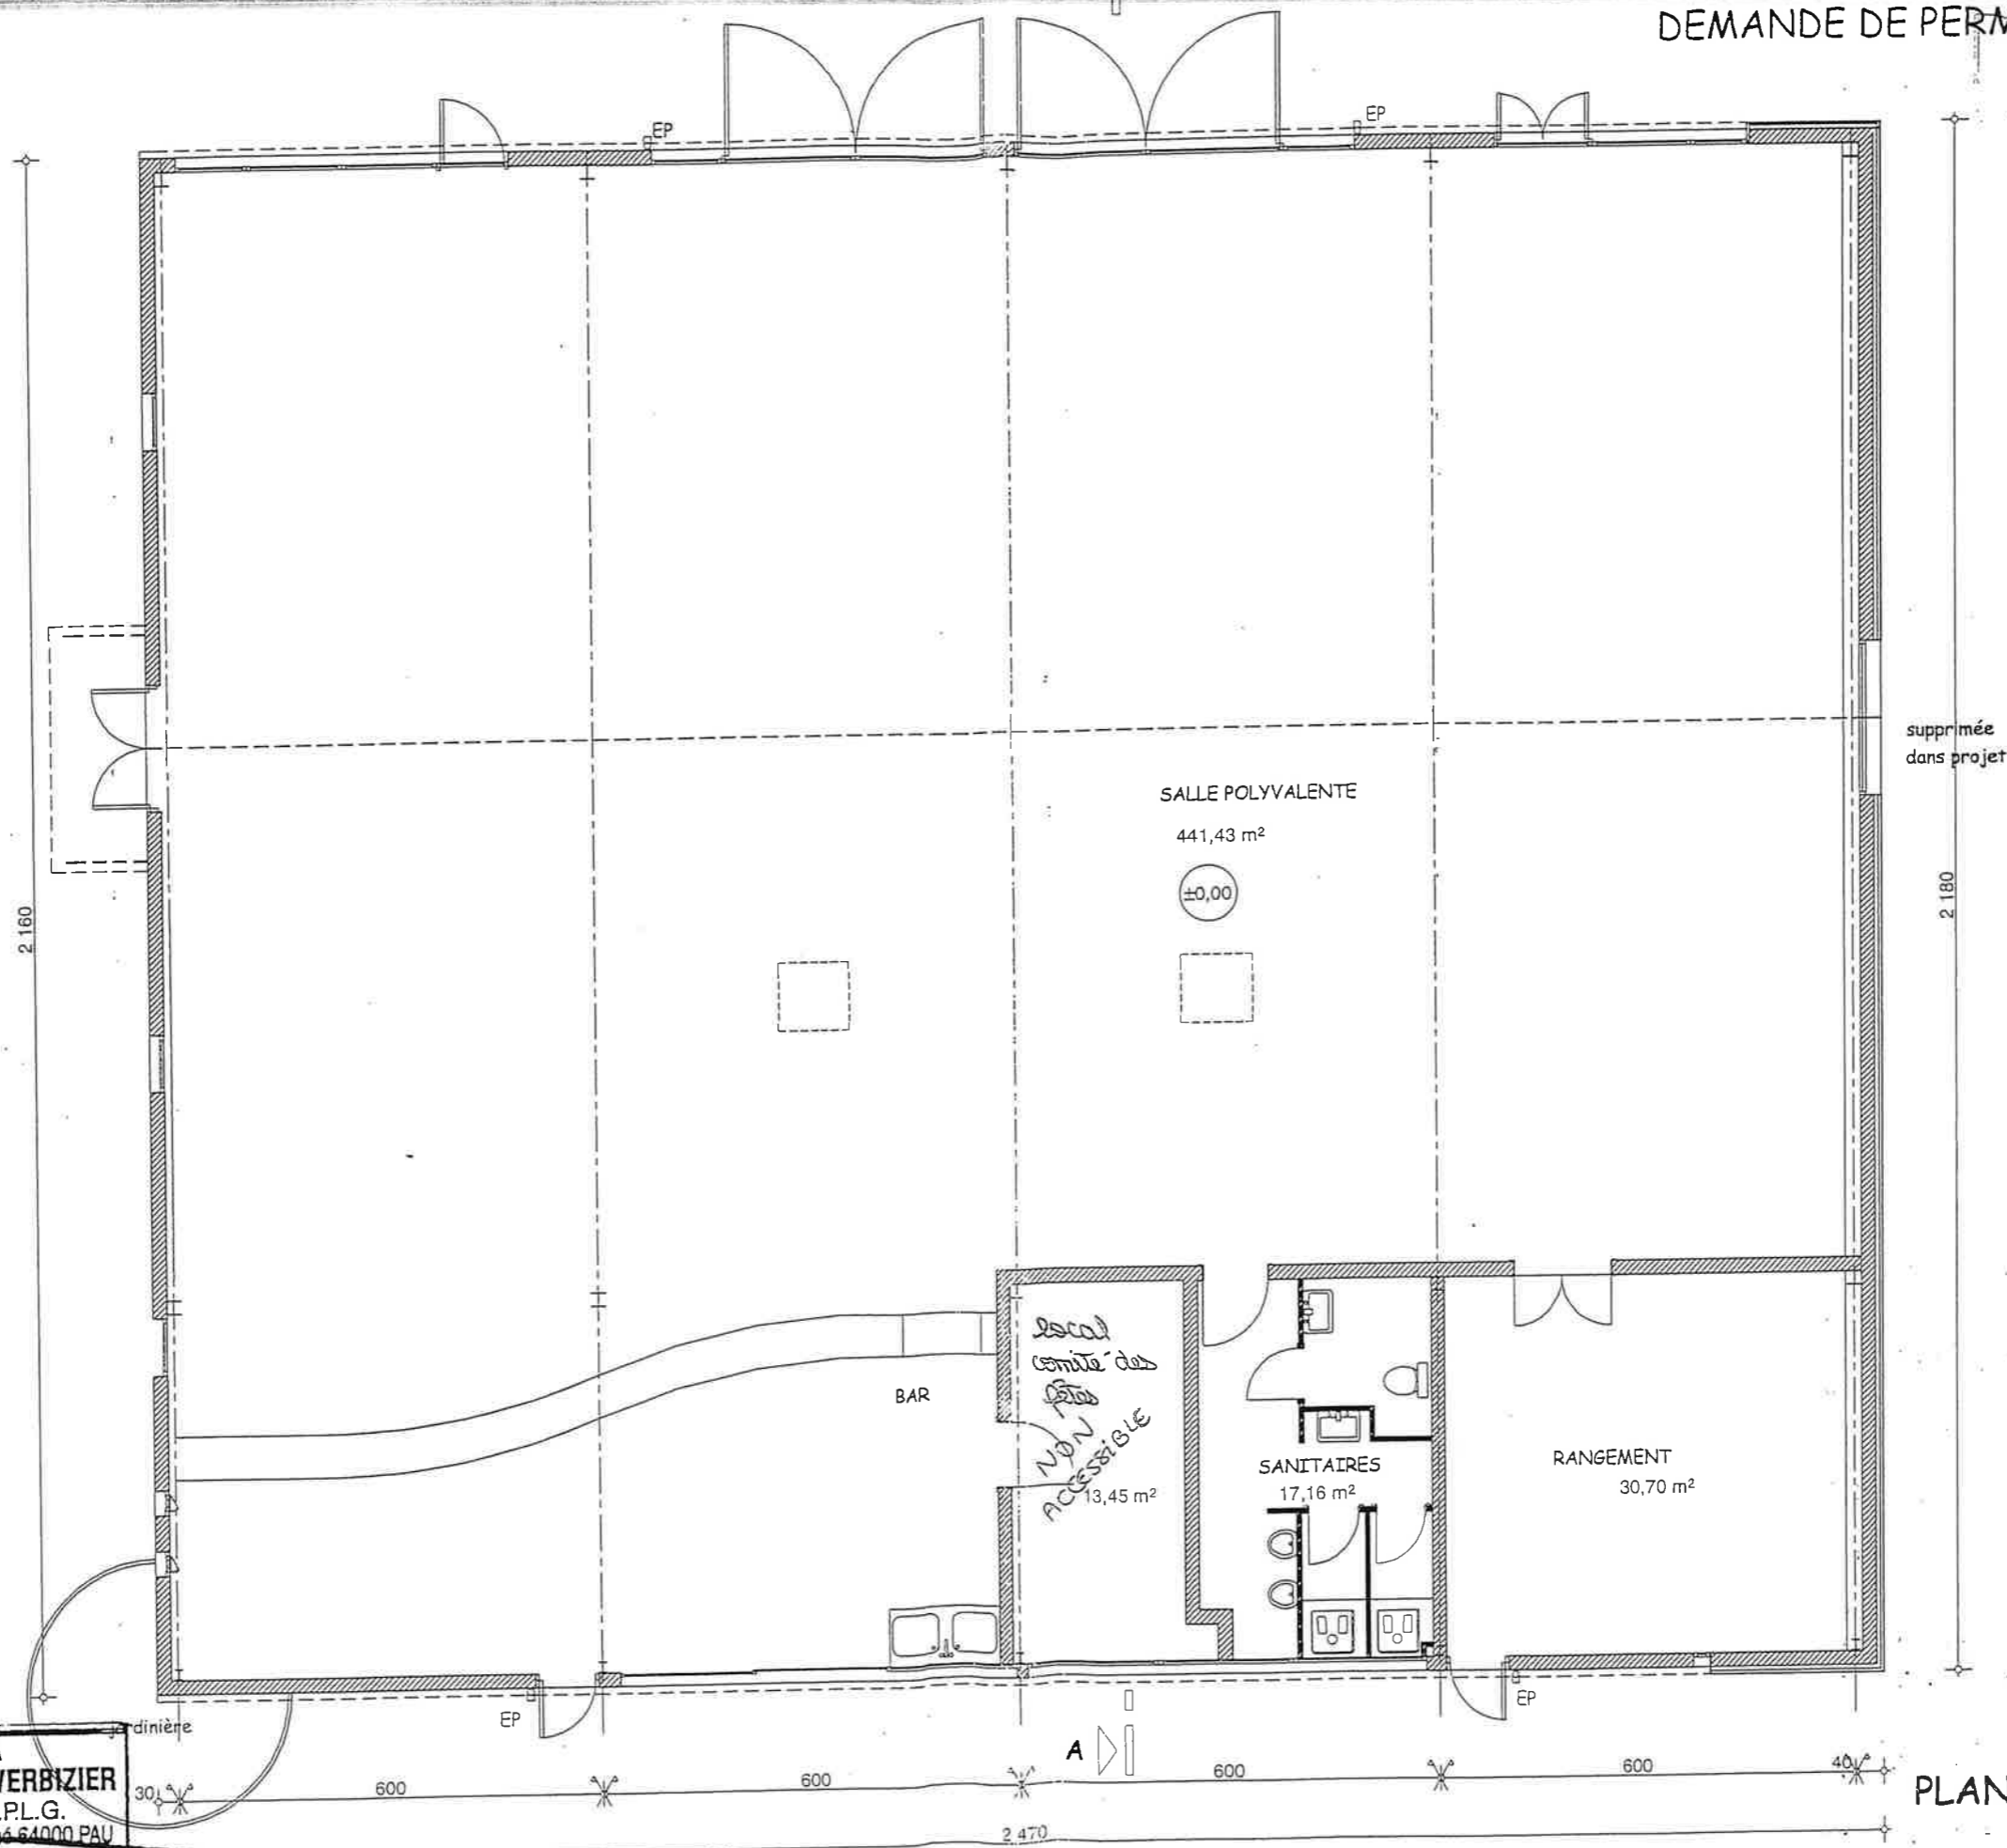 DEMANDE DE PERM
EP
EP
supprimée
dans projet
SALLE POLYVALENTE
441,43 m²
±0,00
2 160
2 180
local
comité des
fêtes
NON
ACCESSIBLE
13,45 m²
BAR
SANITAIRES
17,16 m²
RANGEMENT
30,70 m²
EP
EP
dinière
A
VERBIZIER
.P.L.G.
64000 PAU
30
600
600
600
600
40
2 470
PLAN